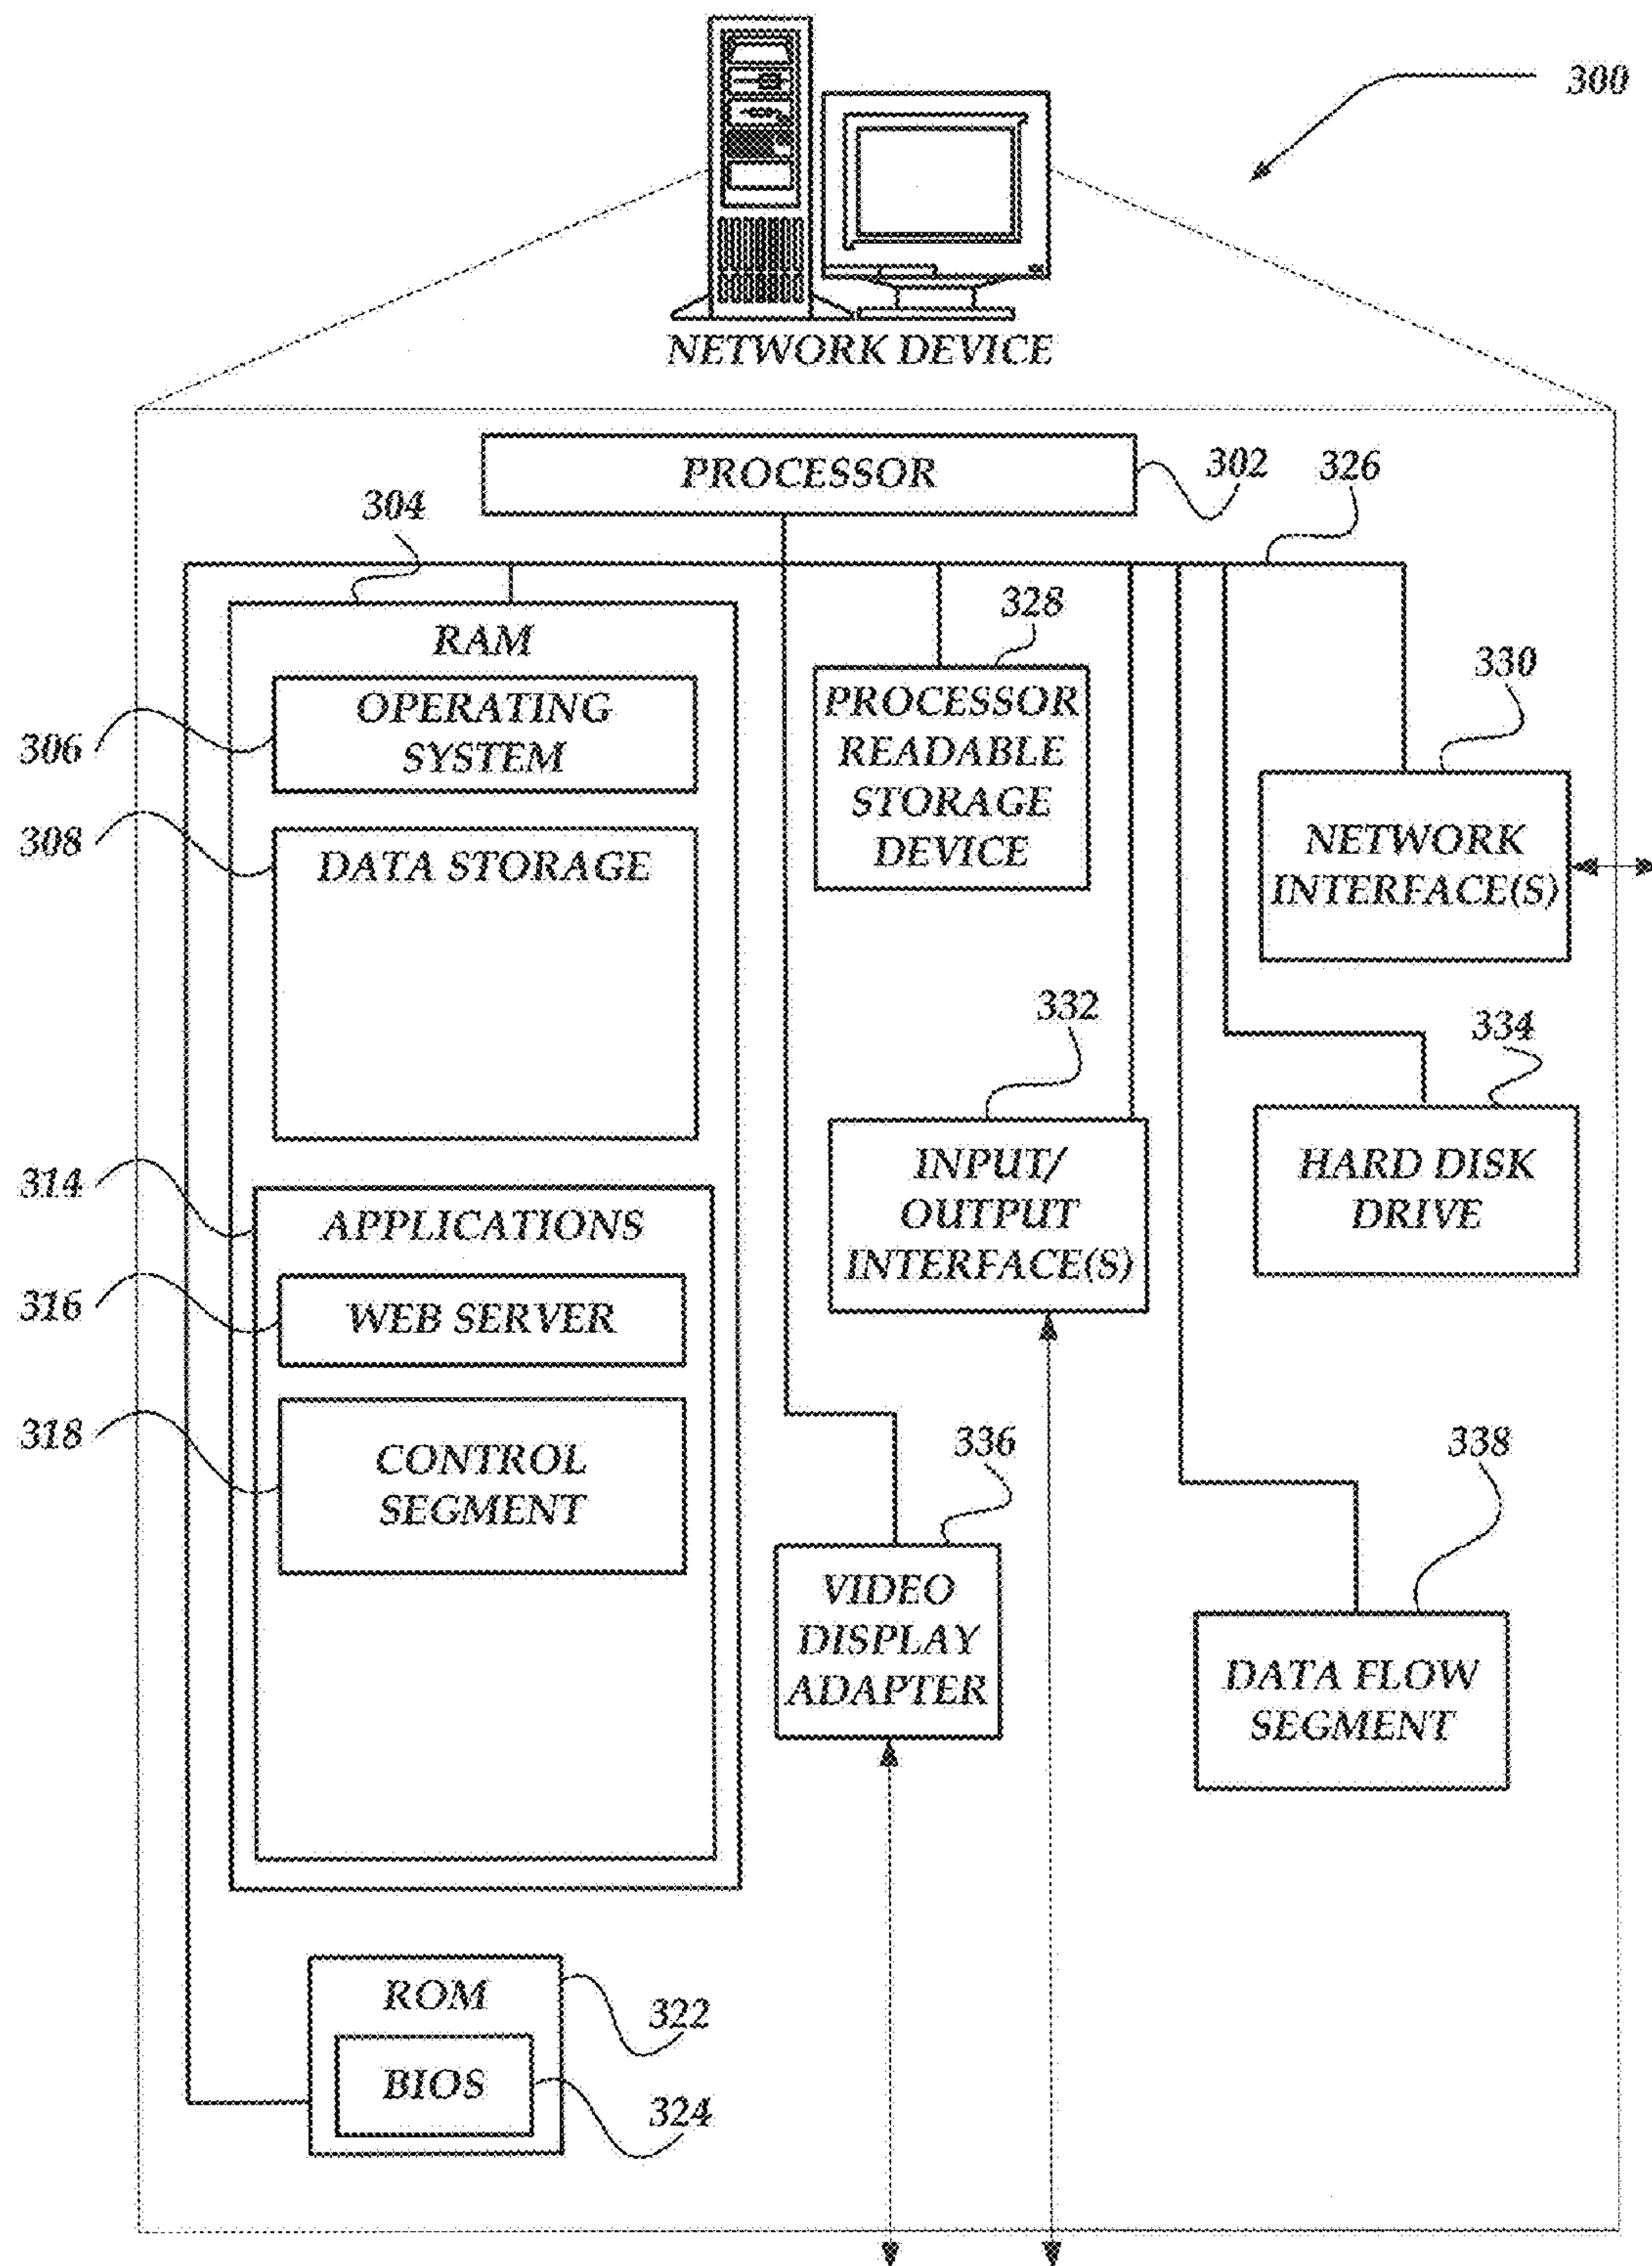 300
NETWORK DEVICE
PROCESSOR
302
326
304
RAM
328
330
OPERATING
SYSTEM
306
PROCESSOR
READABLE
STORAGE
DEVICE
308
DATA STORAGE
NETWORK
INTERFACE(S)
332
334
INPUT/
OUTPUT
INTERFACE(S)
HARD DISK
DRIVE
314
APPLICATIONS
316
WEB SERVER
318
CONTROL
SEGMENT
336
338
VIDEO
DISPLAY
ADAPTER
DATA FLOW
SEGMENT
ROM
322
BIOS
324